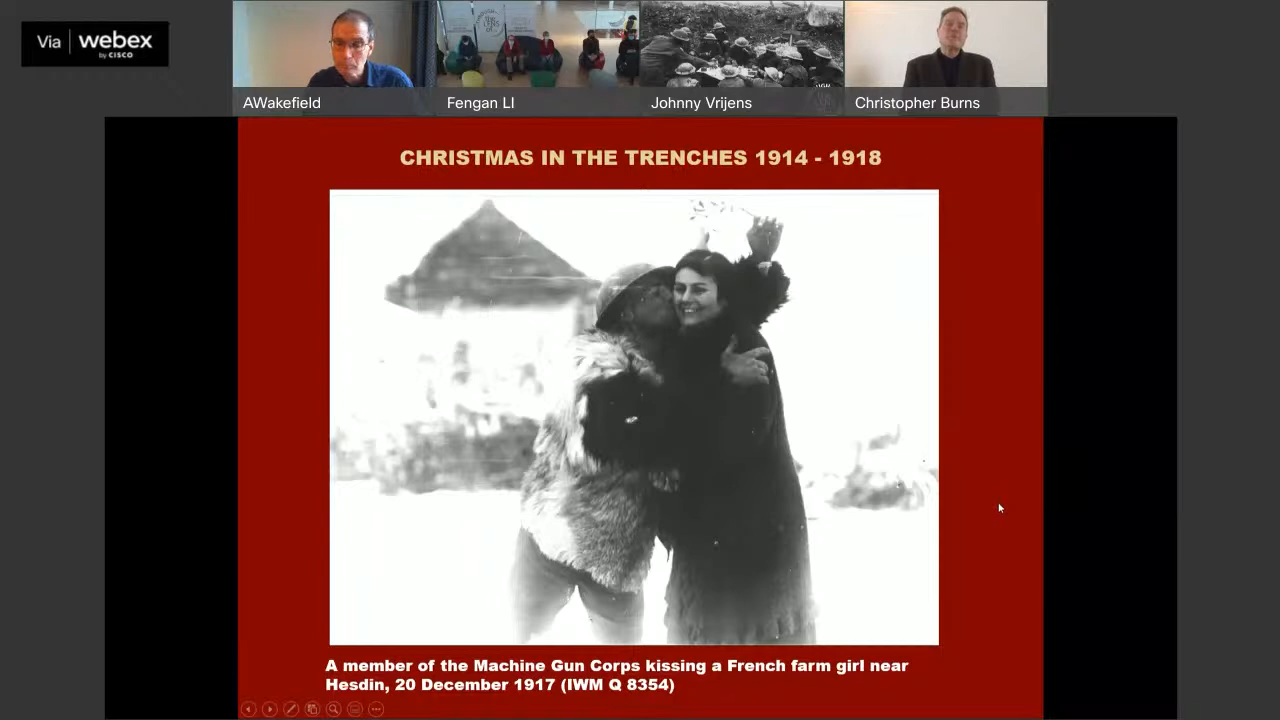 Via webex
by CISCO
AWakefield
Fengan LI
Johnny Vrijens
Christopher Burns
CHRISTMAS IN THE TRENCHES 1914 - 1918
A member of the Machine Gun Corps kissing a French farm girl near
Hesdin, 20 December 1917 (IWM Q 8354)